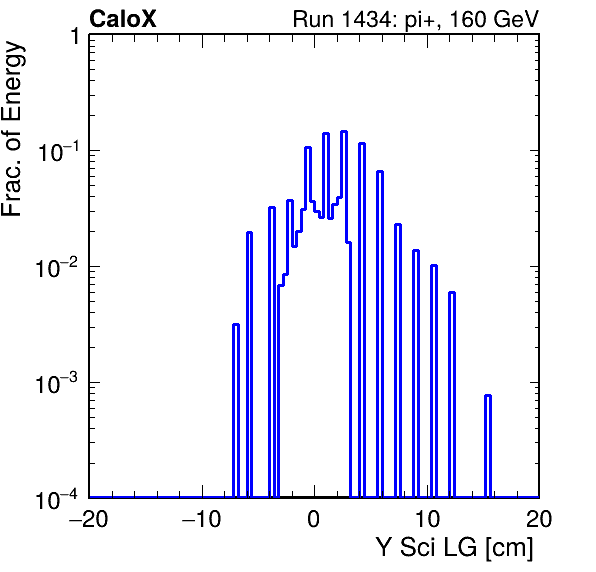 CaloX Run 1434: pi+, 160 GeV
Frac. of Energy
1
10⁻¹
10⁻²
10⁻³
10⁻⁴
−20 −10 0 10 20
Y Sci LG [cm]